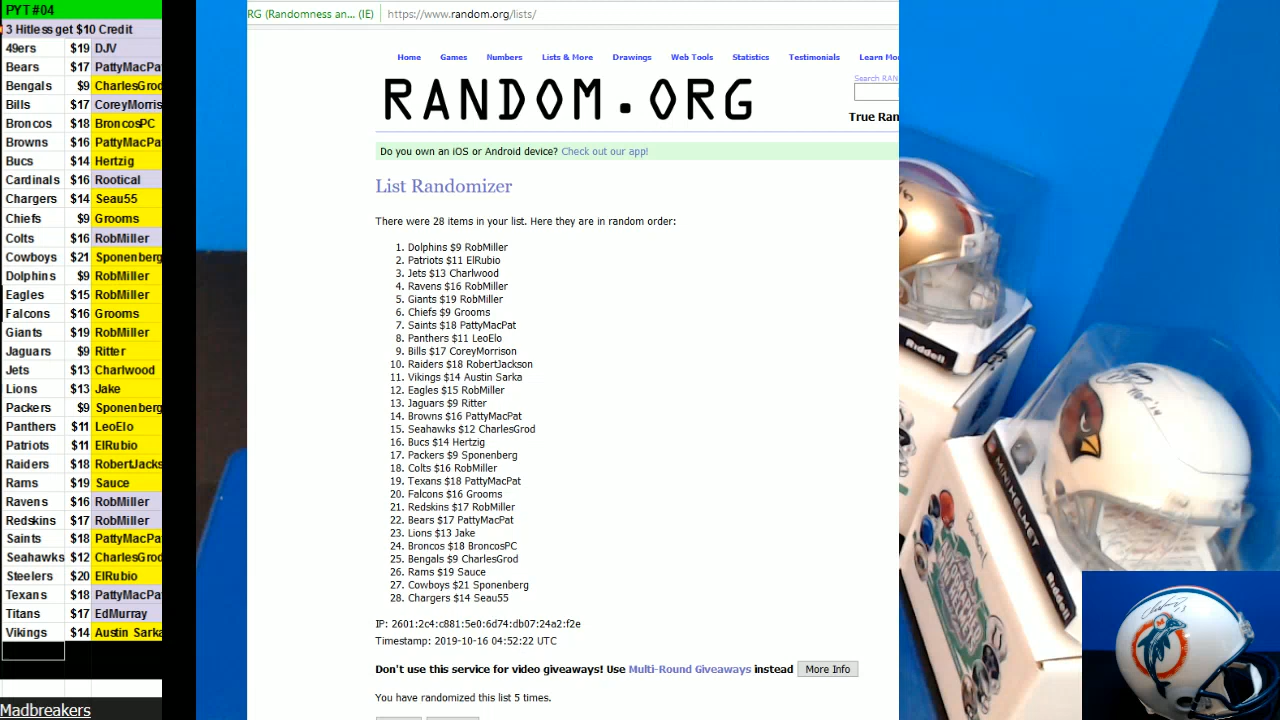 PYT #04
3 Hitless get $10 Credit
49ers $19 DJV
Bears $17 PattyMacPat
Bengals $9 CharlesGrod
Bills $17 CoreyMorris
Broncos $18 BroncosPC
Browns $16 PattyMacPat
Bucs $14 Hertzig
Cardinals $16 Rootical
Chargers $14 Seau55
Chiefs $9 Grooms
Colts $16 RobMiller
Cowboys $21 Sponenberg
Dolphins $9 RobMiller
Eagles $15 RobMiller
Falcons $16 Grooms
Giants $19 RobMiller
Jaguars $9 Ritter
Jets $13 Charlwood
Lions $13 Jake
Packers $9 Sponenberg
Panthers $11 LeoElo
Patriots $11 ElRubio
Raiders $18 RobertJacks
Rams $19 Sauce
Ravens $16 RobMiller
Redskins $17 RobMiller
Saints $18 PattyMacPat
Seahawks $12 CharlesGrod
Steelers $20 ElRubio
Texans $18 PattyMacPat
Titans $17 EdMurray
Vikings $14 Austin Sarka
Madbreakers
RG (Randomness an... (IE) https://www.random.org/lists/
Home Games Numbers Lists & More Drawings Web Tools Statistics Testimonials Learn Mo
Search RAN
RANDOM.ORG
True Ran
Do you own an iOS or Android device? Check out our app!
List Randomizer
There were 28 items in your list. Here they are in random order:
1. Dolphins $9 RobMiller
2. Patriots $11 ElRubio
3. Jets $13 Charlwood
4. Ravens $16 RobMiller
5. Giants $19 RobMiller
6. Chiefs $9 Grooms
7. Saints $18 PattyMacPat
8. Panthers $11 LeoElo
9. Bills $17 CoreyMorrison
10. Raiders $18 RobertJackson
11. Vikings $14 Austin Sarka
12. Eagles $15 RobMiller
13. Jaguars $9 Ritter
14. Browns $16 PattyMacPat
15. Seahawks $12 CharlesGrod
16. Bucs $14 Hertzig
17. Packers $9 Sponenberg
18. Colts $16 RobMiller
19. Texans $18 PattyMacPat
20. Falcons $16 Grooms
21. Redskins $17 RobMiller
22. Bears $17 PattyMacPat
23. Lions $13 Jake
24. Broncos $18 BroncosPC
25. Bengals $9 CharlesGrod
26. Rams $19 Sauce
27. Cowboys $21 Sponenberg
28. Chargers $14 Seau55
IP: 2601:2c4:c881:5e0:6d74:db07:24a2:f2e
Timestamp: 2019-10-16 04:52:22 UTC
Don't use this service for video giveaways! Use Multi-Round Giveaways instead More Info
You have randomized this list 5 times.
Riddell
MINI HELMET
Riddell